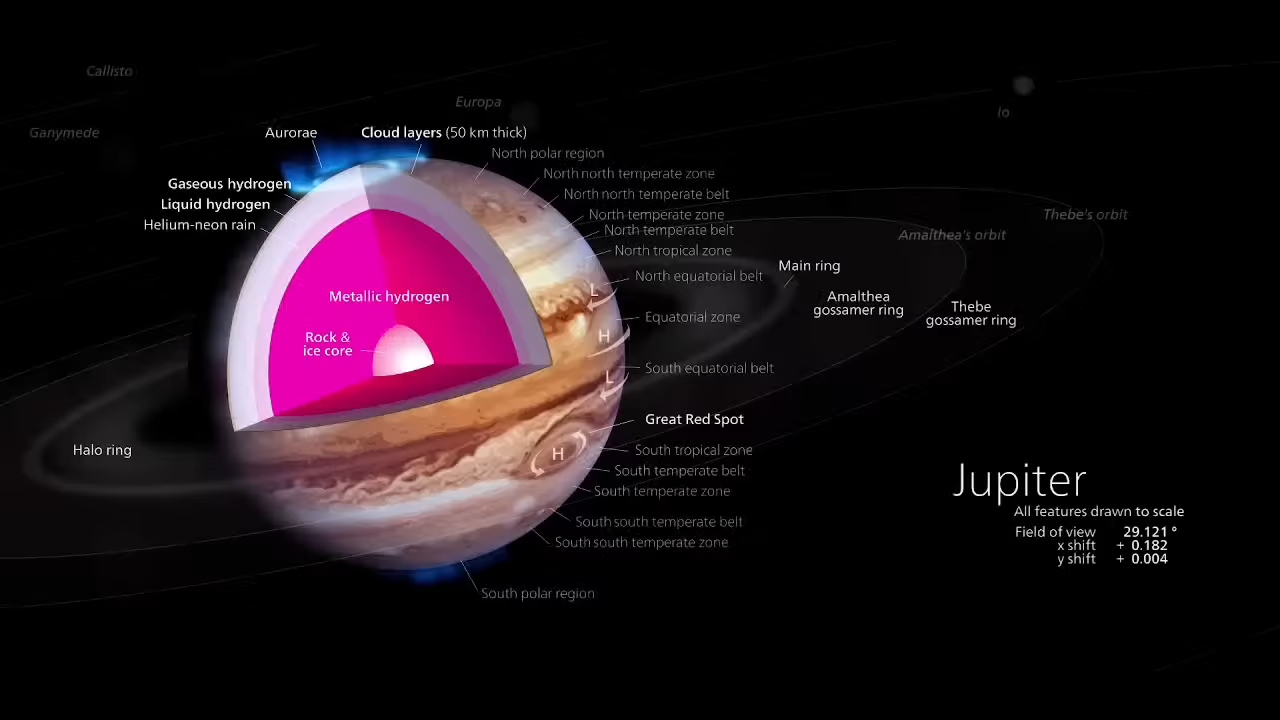 Callisto
Europa
Io
Ganymede
Aurorae
Cloud layers (50 km thick)
North polar region
North north temperate zone
Gaseous hydrogen
North north temperate belt
Liquid hydrogen
North temperate zone
Thebe's orbit
Helium-neon rain
North temperate belt
Amalthea's orbit
North tropical zone
Main ring
North equatorial belt
L
Metallic hydrogen
Amalthea
gossamer ring
Thebe
gossamer ring
Equatorial zone
H
Rock &
ice core
South equatorial belt
L
Great Red Spot
Halo ring
H
South tropical zone
South temperate belt
South temperate zone
Jupiter
All features drawn to scale
South south temperate belt
Field of view 29.121 °
South south temperate zone
x shift + 0.182
y shift + 0.004
South polar region